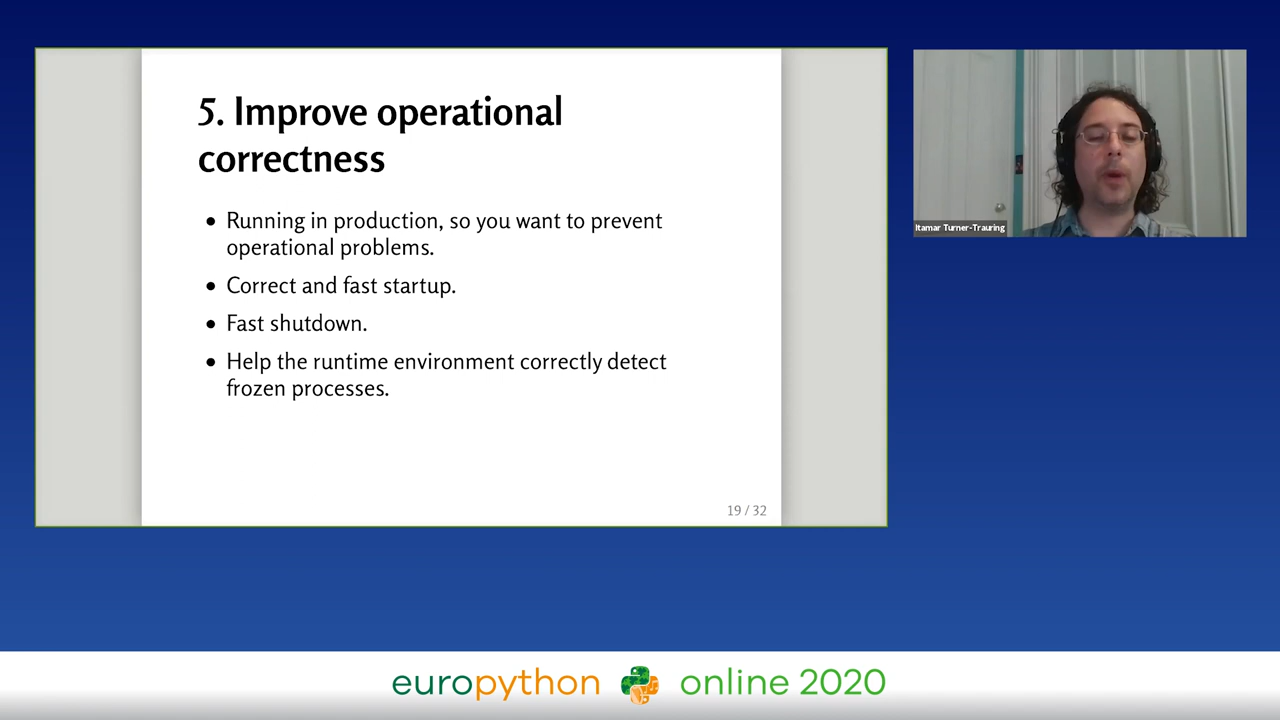 5. Improve operational
correctness
• Running in production, so you want to prevent
operational problems.
• Correct and fast startup.
• Fast shutdown.
• Help the runtime environment correctly detect
frozen processes.
19 / 32
Itamar Turner-Trauring
europython online 2020